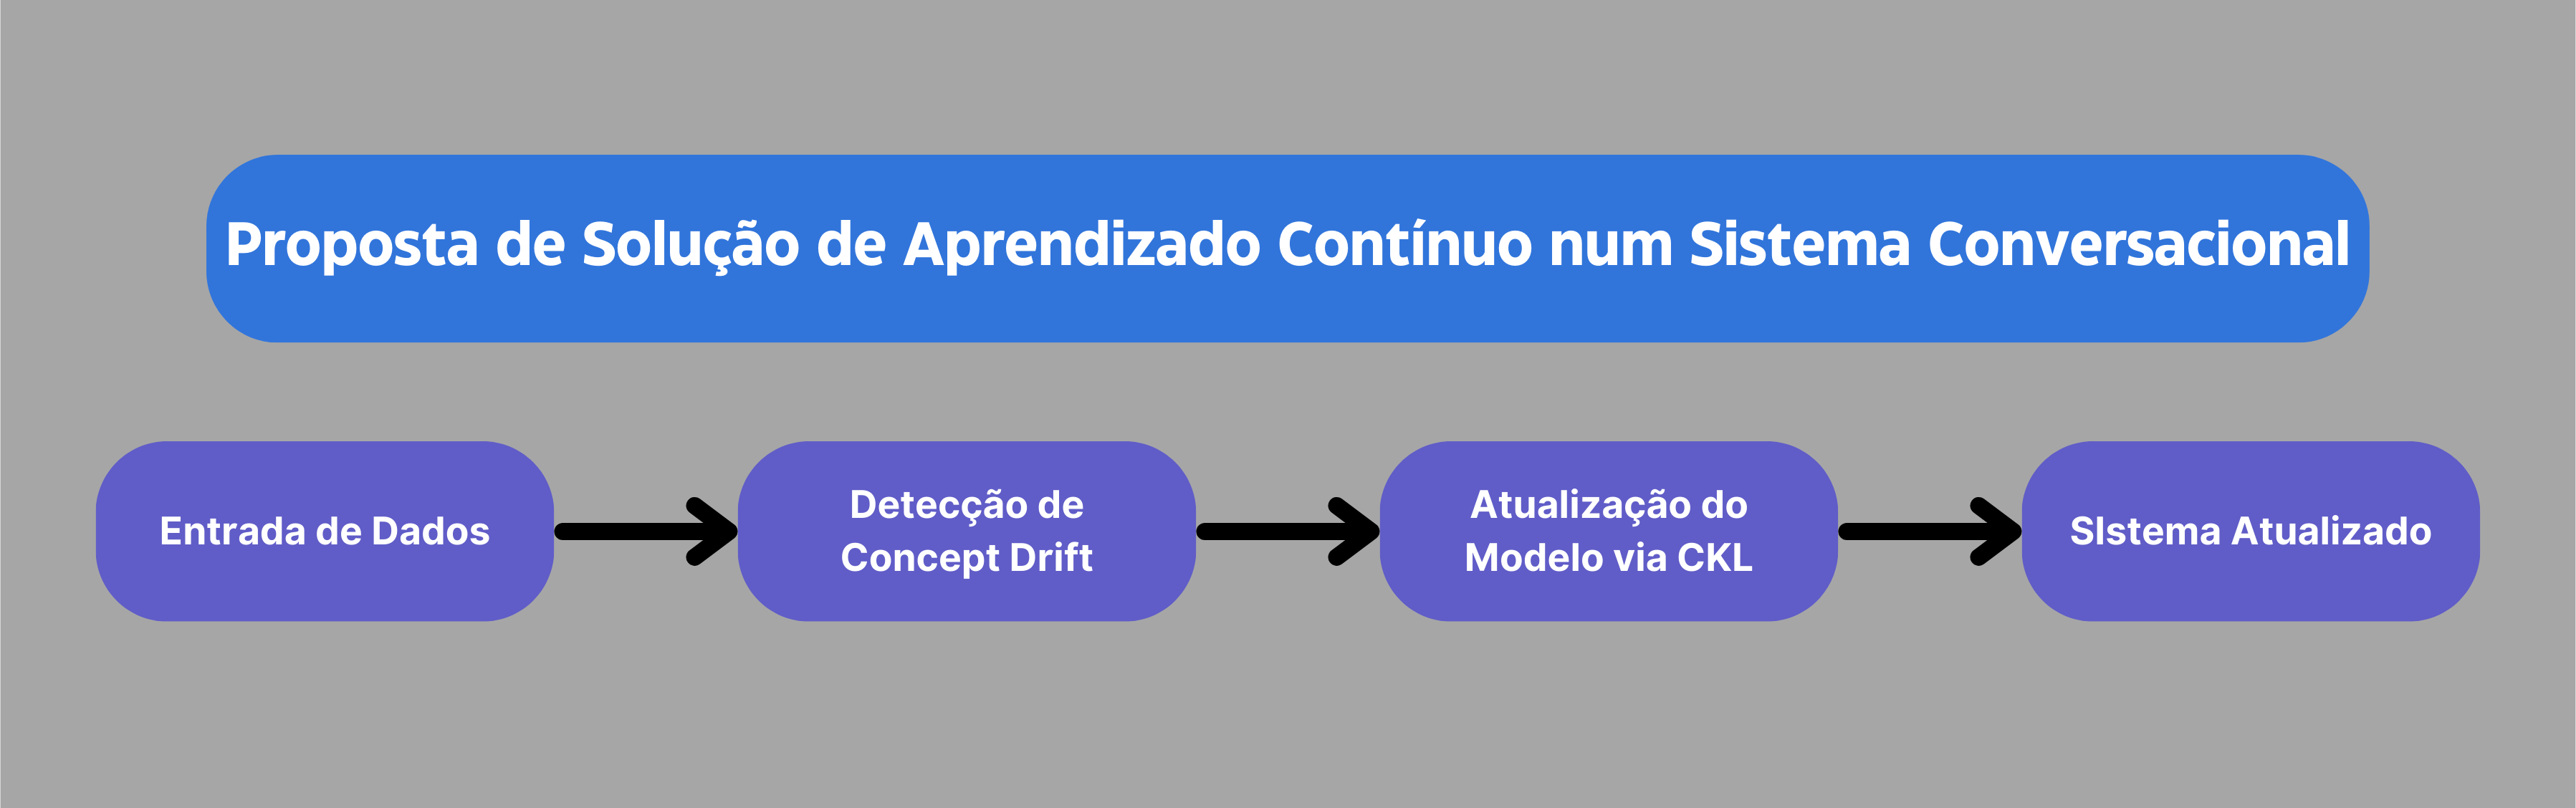 Proposta de Solução de Aprendizado Contínuo num Sistema Conversacional
Entrada de Dados
Detecção de
Concept Drift
Atualização do
Modelo via CKL
SIstema Atualizado